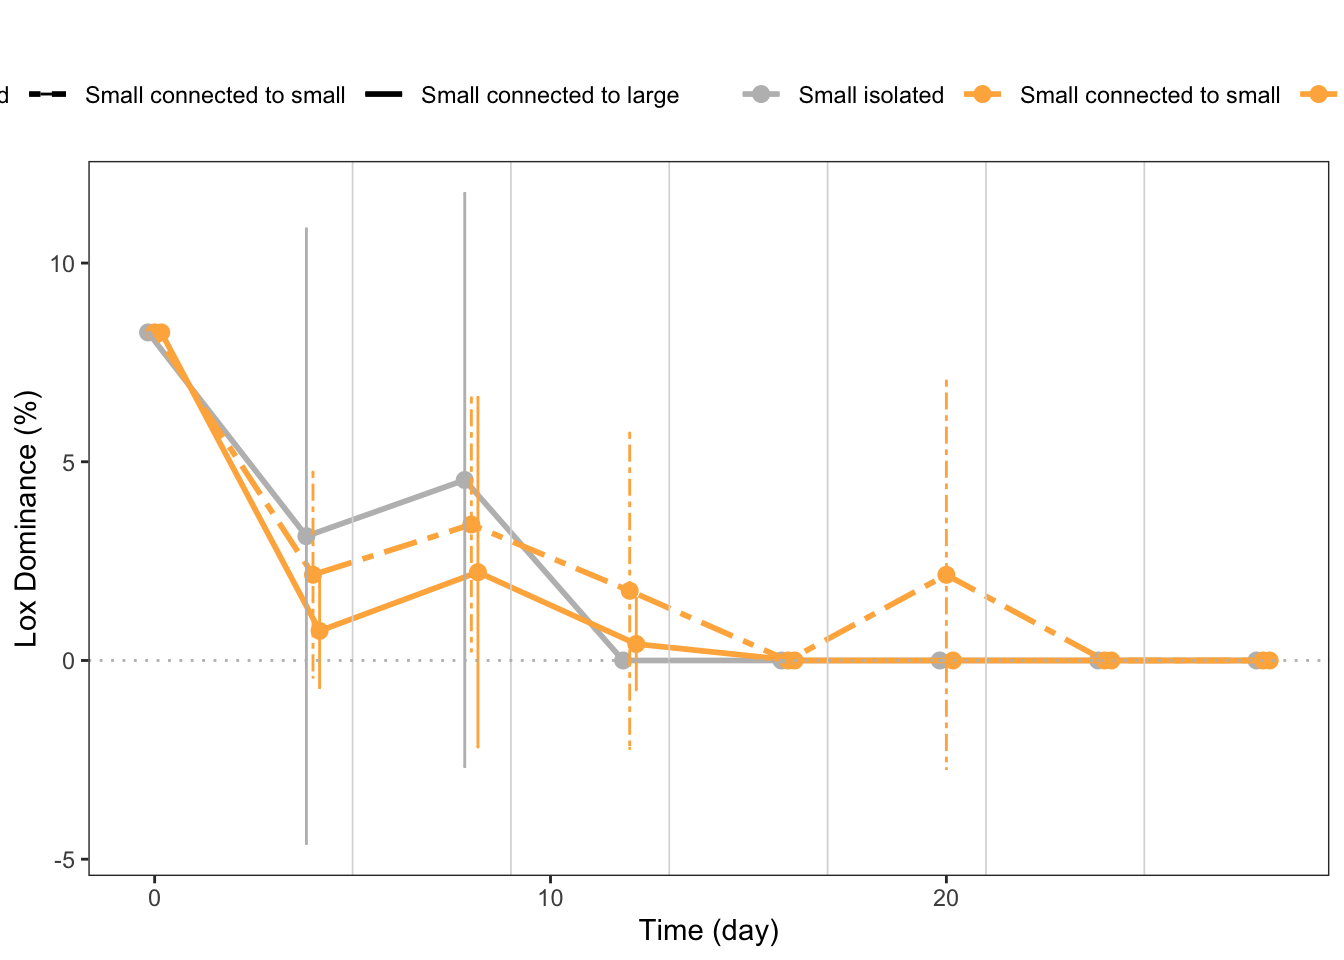 d Small connected to small Small connected to large Small isolated Small connected to small
10
5
0
-5
Lox Dominance (%)
0 10 20
Time (day)